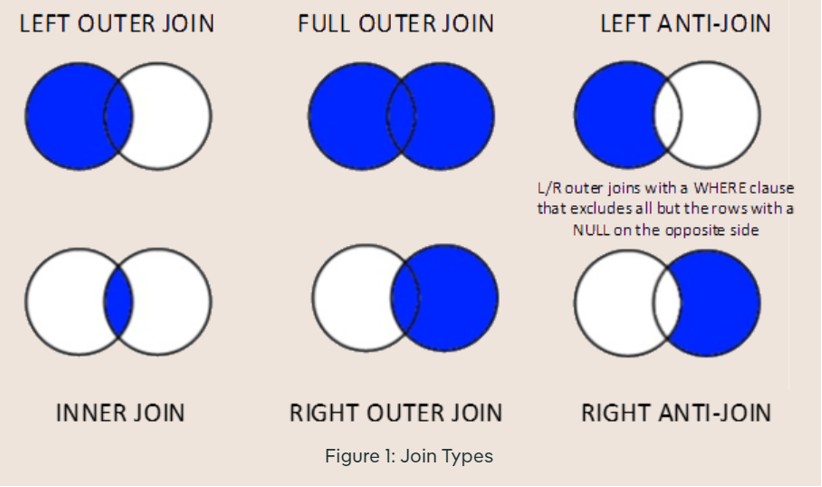 LEFT OUTER JOIN
FULL OUTER JOIN
LEFT ANTI-JOIN
L/R outer joins with a WHERE clause
that excludes all but the rows with a
NULL on the opposite side
INNER JOIN
RIGHT OUTER JOIN
RIGHT ANTI-JOIN
Figure 1: Join Types